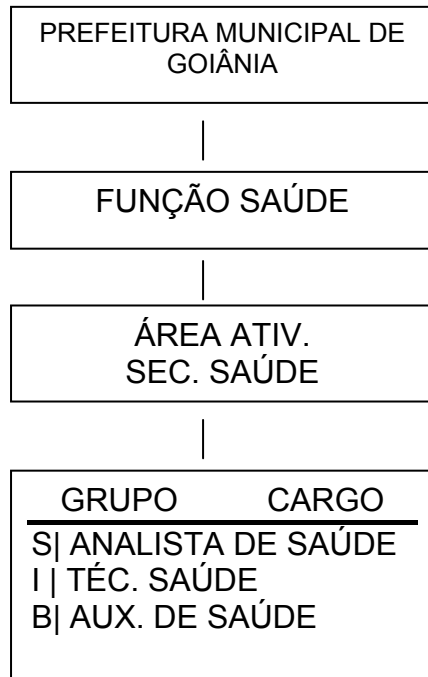 PREFEITURA MUNICIPAL DE
GOIÂNIA
FUNÇÃO SAÚDE
ÁREA ATIV.
SEC. SAÚDE
GRUPO CARGO
S| ANALISTA DE SAÚDE
I | TÉC. SAÚDE
B| AUX. DE SAÚDE